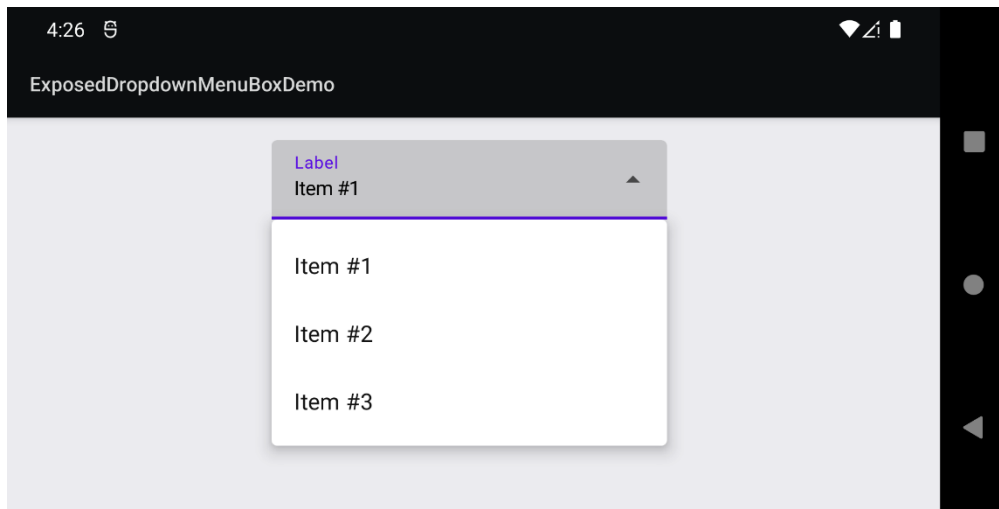 4:26
ExposedDropdownMenuBoxDemo
Label
Item #1
Item #1
Item #2
Item #3